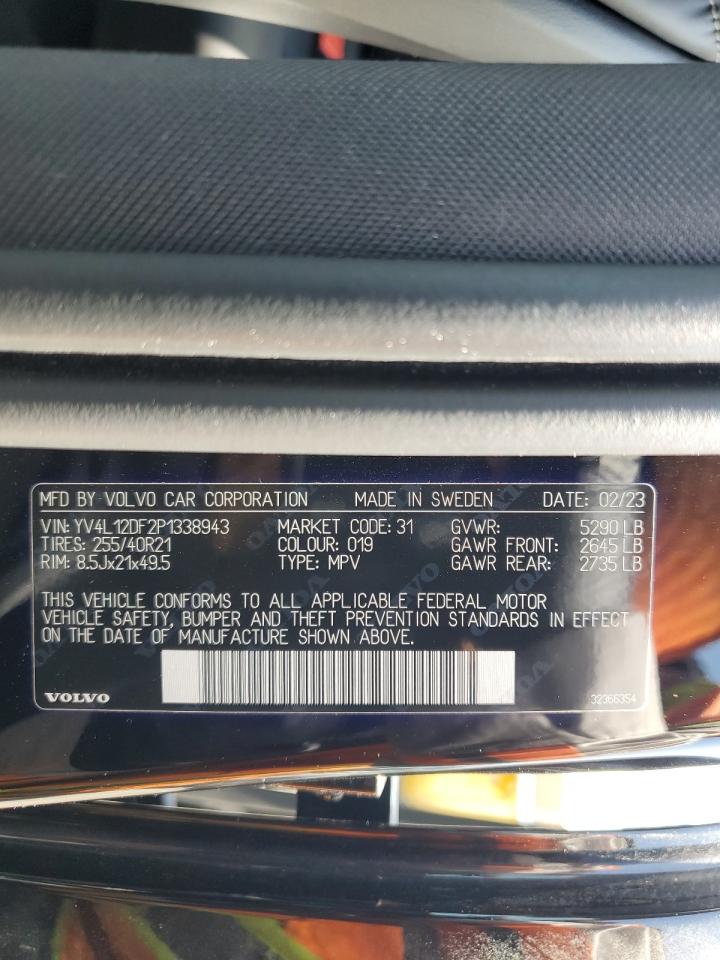 MFD BY VOLVO CAR CORPORATION MADE IN SWEDEN DATE: 02/23
VIN: YV4L12DF2P1338943 MARKET CODE: 31 GVWR: 5290 LB
TIRES: 255/40R21 COLOUR: 019 GAWR FRONT: 2645 LB
RIM: 8.5Jx21x49.5 TYPE: MPV GAWR REAR: 2735 LB
THIS VEHICLE CONFORMS TO ALL APPLICABLE FEDERAL MOTOR
VEHICLE SAFETY, BUMPER AND THEFT PREVENTION STANDARDS IN EFFECT
ON THE DATE OF MANUFACTURE SHOWN ABOVE.
VOLVO 32366354